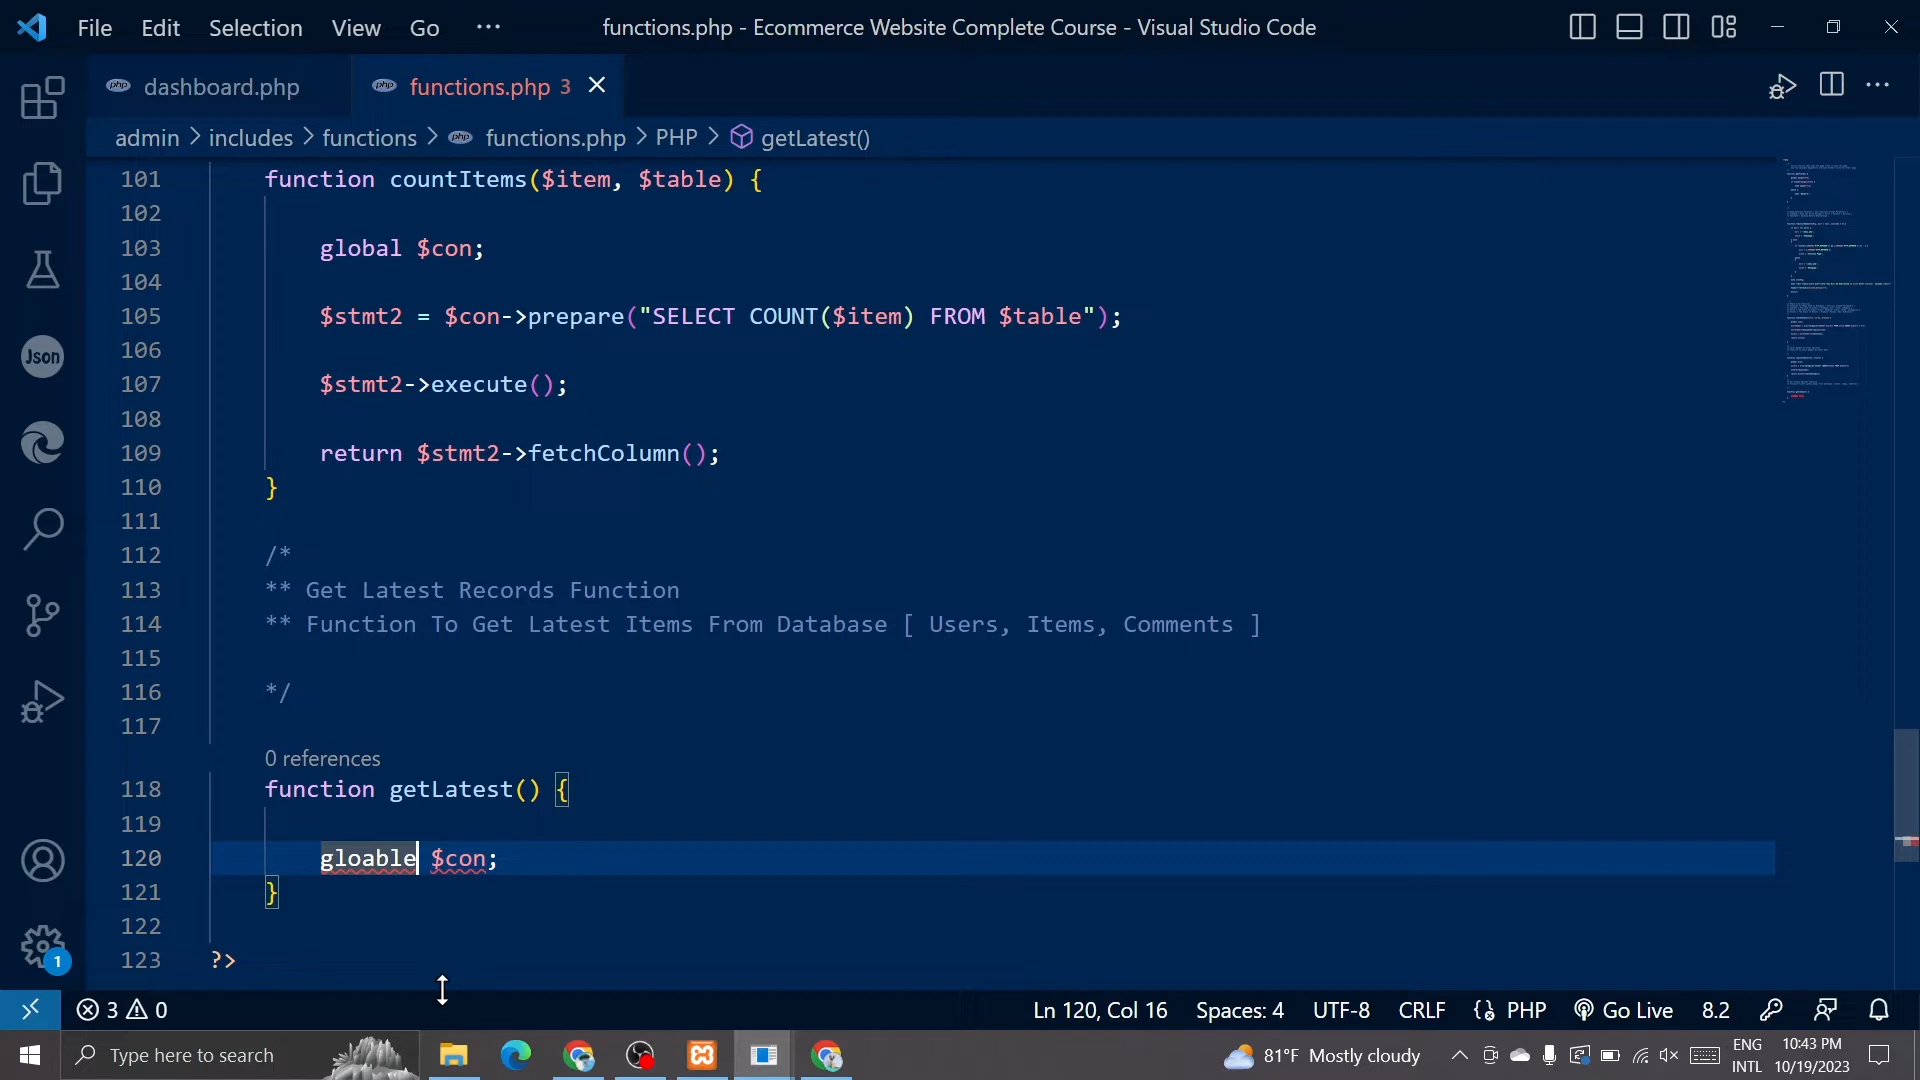 File Edit Selection View Go ··· functions.php - Ecommerce Website Complete Course - Visual Studio Code
php dashboard.php php functions.php 3
admin > includes > functions > php functions.php > PHP > getLatest()
101 function countItems($item, $table) {
102
103 global $con;
104
105 $stmt2 = $con->prepare("SELECT COUNT($item) FROM $table");
106
107 $stmt2->execute();
108
109 return $stmt2->fetchColumn();
110 }
111
112 /*
113 ** Get Latest Records Function
114 ** Function To Get Latest Items From Database [ Users, Items, Comments ]
115
116 */
117
0 references
118 function getLatest() {
119
120 gloable $con;
121 }
122
123 ?>
Json
1
3 0 Ln 120, Col 16 Spaces: 4 UTF-8 CRLF PHP Go Live 8.2
Type here to search 81°F Mostly cloudy ENG INTL 10:43 PM 10/19/2023